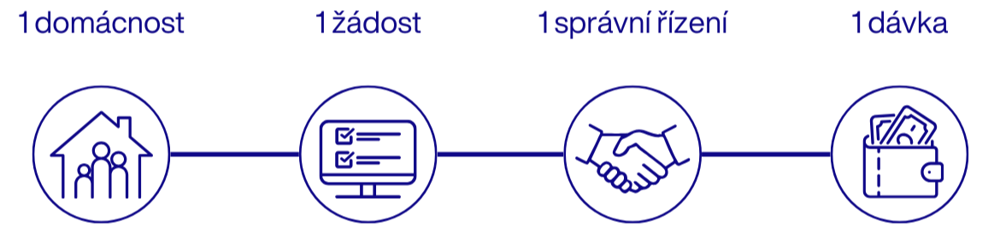 1 domácnost 1 žádost 1 správní řízení 1 dávka